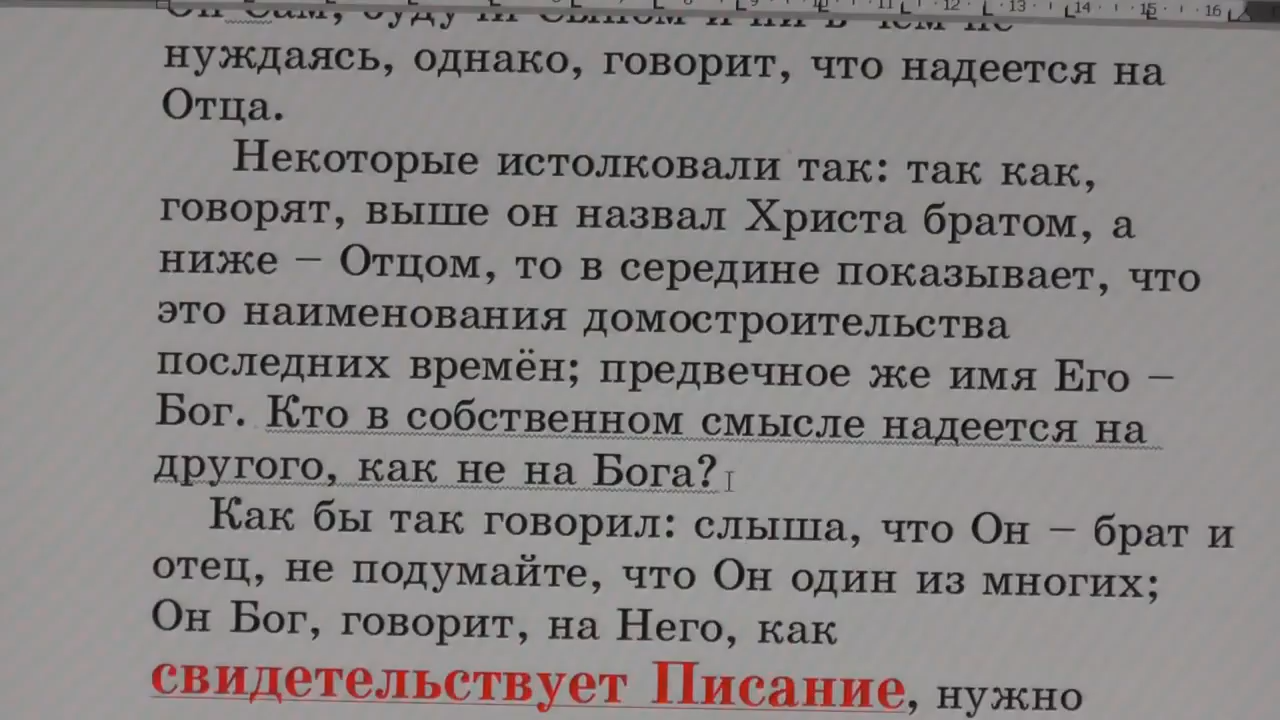 нуждаясь, однако, говорит, что надеется на
Отца.
Некоторые истолковали так: так как,
говорят, выше он назвал Христа братом, а
ниже – Отцом, то в середине показывает, что
это наименования домостроительства
последних времён; предвечное же имя Его –
Бог. Кто в собственном смысле надеется на
другого, как не на Бога?
Как бы так говорил: слыша, что Он – брат и
отец, не подумайте, что Он один из многих;
Он Бог, говорит, на Него, как
свидетельствует Писание, нужно